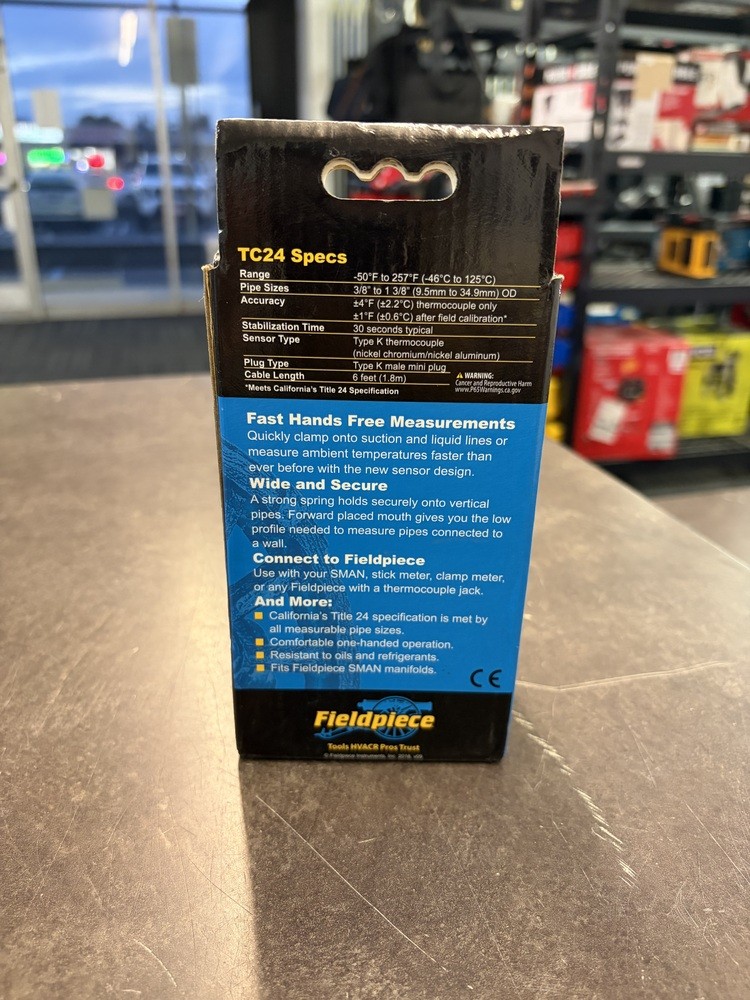 TC24 Specs
Range -50°F to 257°F (-46°C to 125°C)
Pipe Sizes 3/8" to 1 3/8" (9.5mm to 34.9mm) OD
Accuracy ±4°F (±2.2°C) thermocouple only
±1°F (±0.6°C) after field calibration*
Stabilization Time 30 seconds typical
Sensor Type Type K thermocouple
(nickel chromium/nickel aluminum)
Plug Type Type K male mini plug
Cable Length 6 feet (1.8m)
*Meets California's Title 24 Specification
WARNING:
Cancer and Reproductive Harm
www.P65Warnings.ca.gov
Fast Hands Free Measurements
Quickly clamp onto suction and liquid lines or
measure ambient temperatures faster than
ever before with the new sensor design.
Wide and Secure
A strong spring holds securely onto vertical
pipes. Forward placed mouth gives you the low
profile needed to measure pipes connected to
a wall.
Connect to Fieldpiece
Use with your SMAN, stick meter, clamp meter,
or any Fieldpiece with a thermocouple jack.
And More:
California's Title 24 specification is met by
all measurable pipe sizes.
Comfortable one-handed operation.
Resistant to oils and refrigerants.
Fits Fieldpiece SMAN manifolds.
CE
Fieldpiece
Tools HVACR Pros Trust